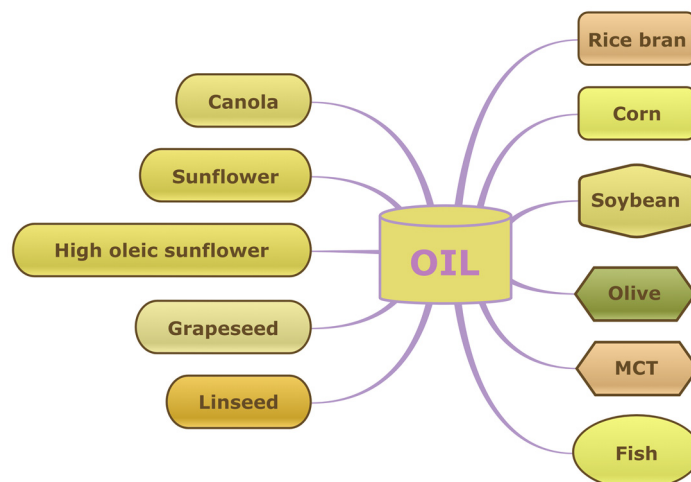 Canola
Sunflower
High oleic sunflower
Grapeseed
Linseed
OIL
Rice bran
Corn
Soybean
Olive
MCT
Fish